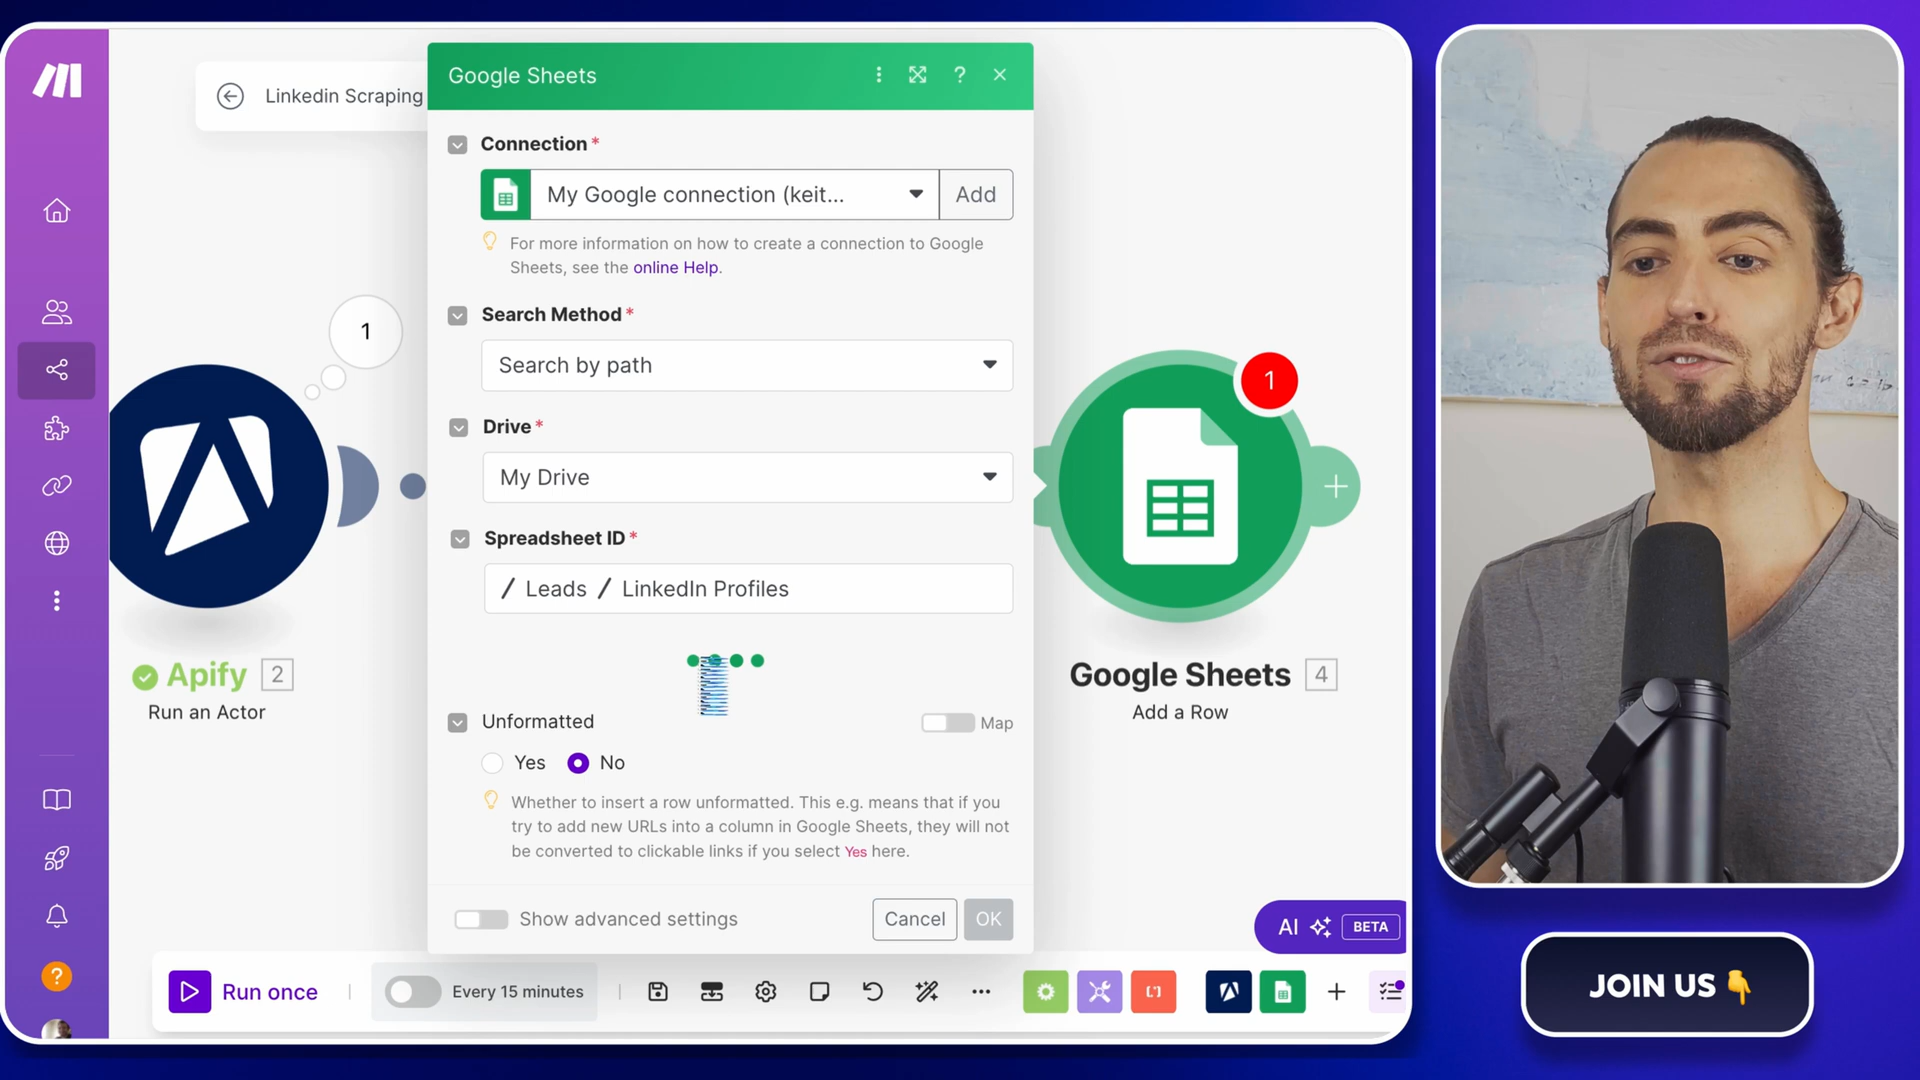 Linkedin Scraping
Google Sheets
?
Connection *
My Google connection (keit...
Add
For more information on how to create a connection to Google
Sheets, see the online Help.
Search Method *
Search by path
Drive *
My Drive
Spreadsheet ID *
/ Leads / LinkedIn Profiles
Unformatted
Map
Yes
No
Whether to insert a row unformatted. This e.g. means that if you
try to add new URLs into a column in Google Sheets, they will not
be converted to clickable links if you select Yes here.
Show advanced settings
Cancel
OK
1
Apify 2
Run an Actor
1
Google Sheets 4
Add a Row
AI BETA
?
Run once
Every 15 minutes
JOIN US 👇